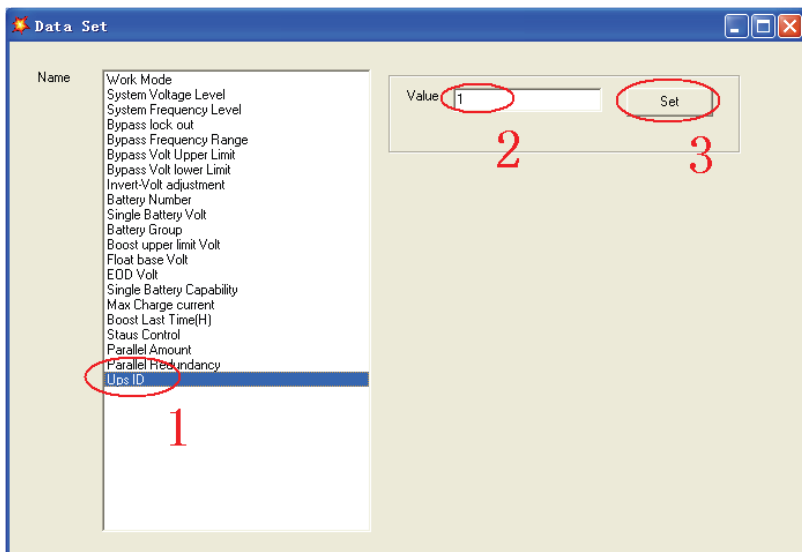 Data Set
Name
Work Mode
System Voltage Level
System Frequency Level
Bypass lock out
Bypass Frequency Range
Bypass Volt Upper Limit
Bypass Volt lower Limit
Invert-Volt adjustment
Battery Number
Single Battery Volt
Battery Group
Boost upper limit Volt
Float base Volt
EOD Volt
Single Battery Capability
Max Charge current
Boost Last Time(H)
Staus Control
Parallel Amount
Parallel Redundancy
Ups ID
1
Value
1
2
Set
3